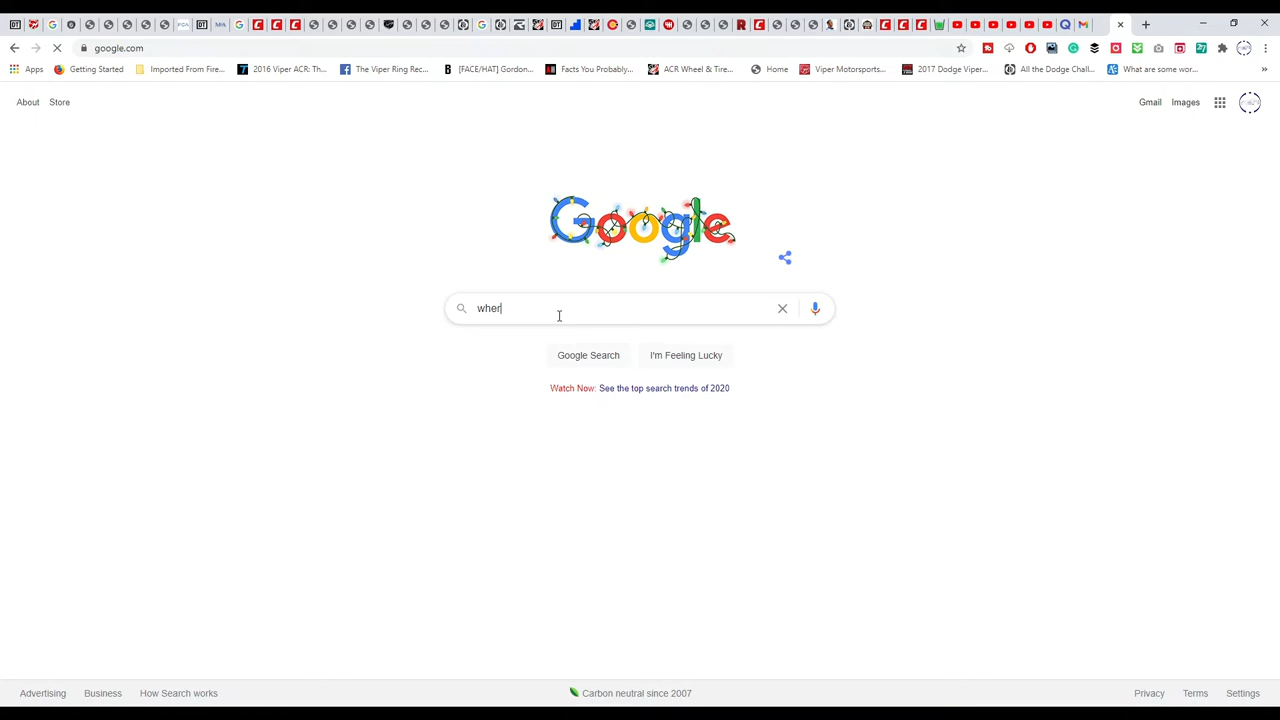 google.com
Apps Getting Started Imported From Fire... 2016 Viper ACR: Th... The Viper Ring Rec... [FACE/HAT] Gordon... Facts You Probably... ACR Wheel & Tire... Home Viper Motorsports... 2017 Dodge Viper... All the Dodge Chall... What are some wor... »
About Store Gmail Images
Google
wher
Google Search I'm Feeling Lucky
Watch Now: See the top search trends of 2020
Advertising Business How Search works Carbon neutral since 2007 Privacy Terms Settings